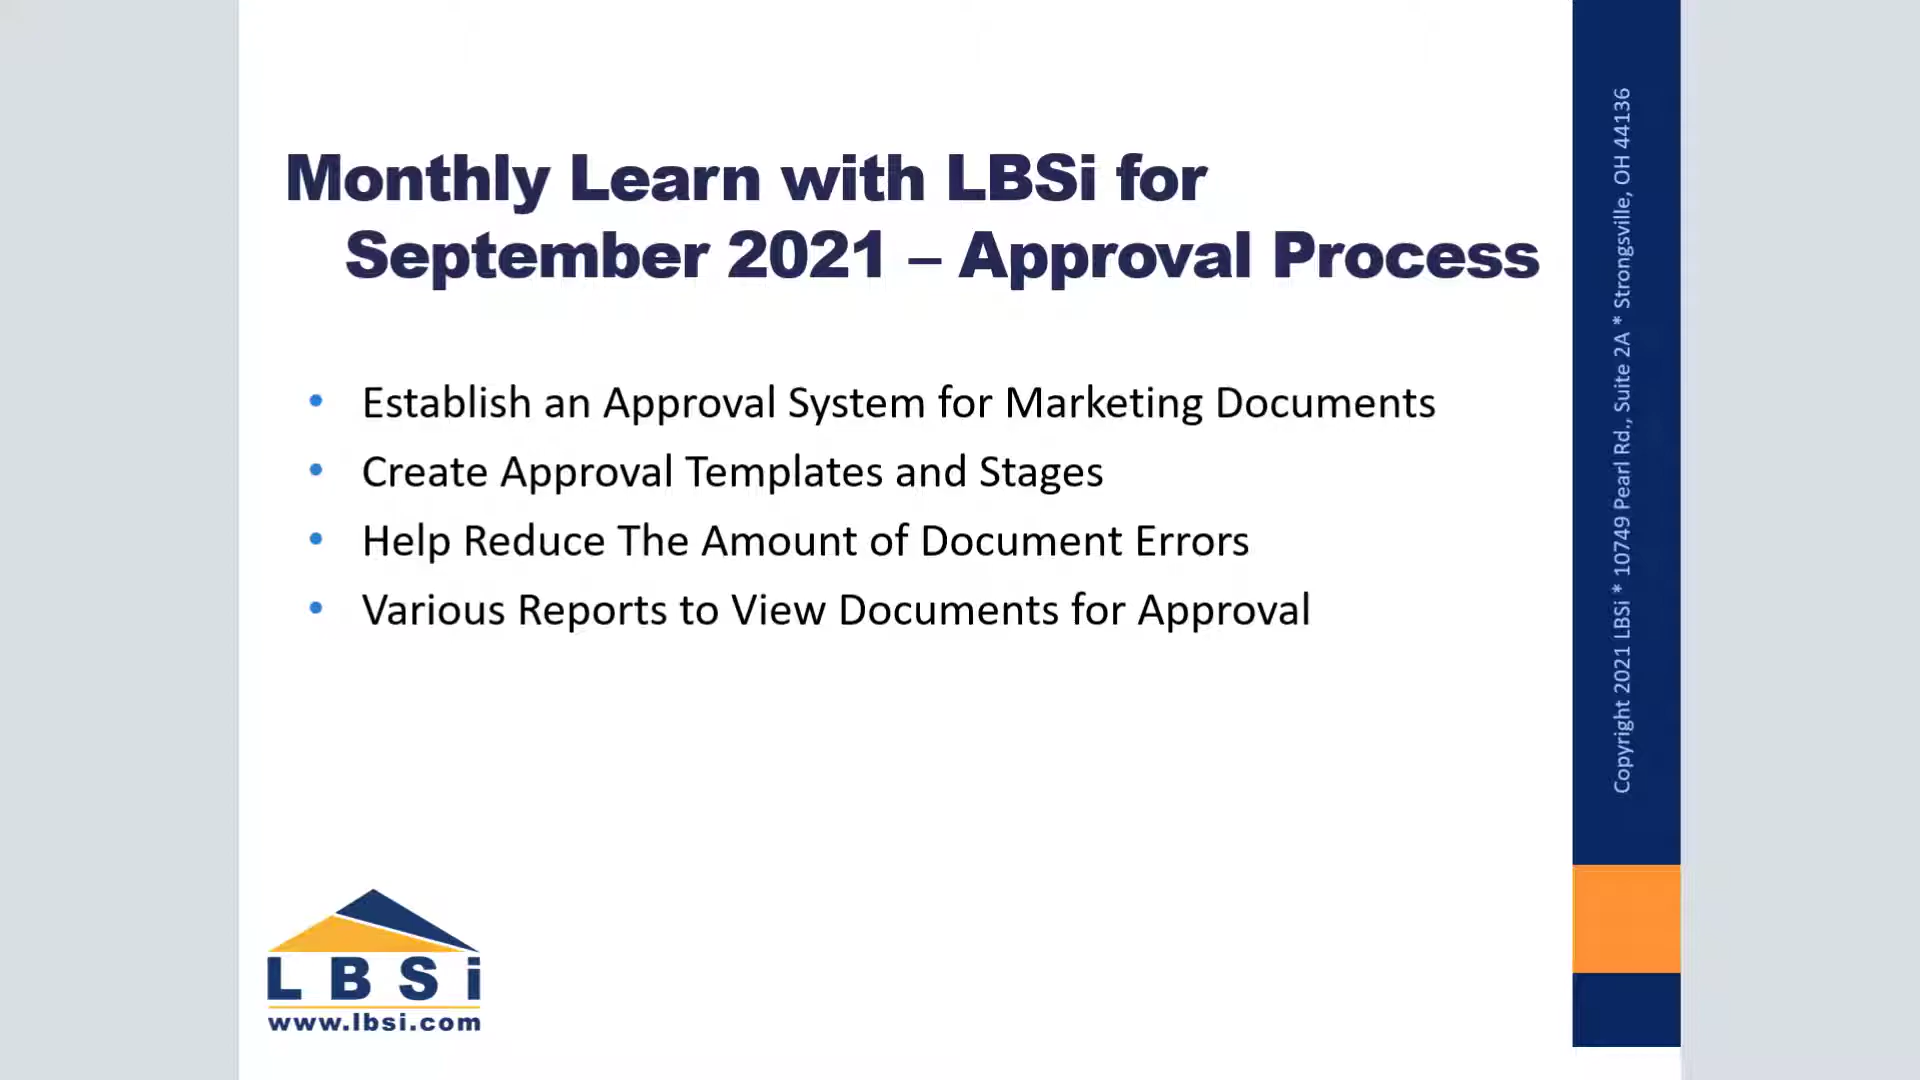 Monthly Learn with LBSi for
September 2021 – Approval Process
• Establish an Approval System for Marketing Documents
• Create Approval Templates and Stages
• Help Reduce The Amount of Document Errors
• Various Reports to View Documents for Approval
LBSi
www.lbsi.com
Copyright 2021 LBSi * 10749 Pearl Rd., Suite 2A * Strongsville, OH 44136